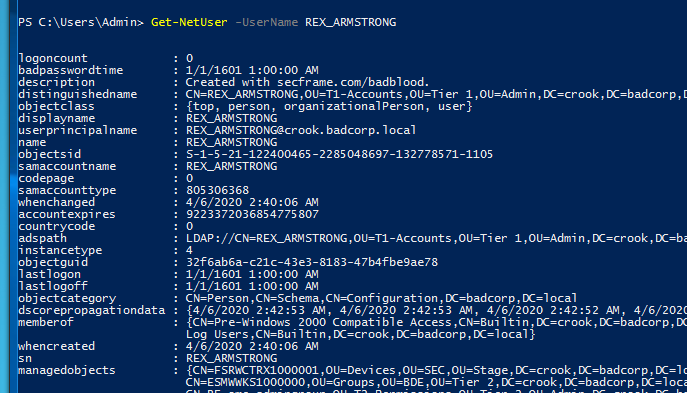 PS C:\Users\Admin> Get-NetUser -UserName REX_ARMSTRONG
logoncount : 0
badpasswordtime : 1/1/1601 1:00:00 AM
description : Created with secframe.com/badblood.
distinguishedname : CN=REX_ARMSTRONG,OU=T1-Accounts,OU=Tier 1,OU=Admin,DC=crook,DC=badcorp,D
objectclass : {top, person, organizationalPerson, user}
displayname : REX_ARMSTRONG
userprincipalname : REX_ARMSTRONG@crook.badcorp.local
name : REX_ARMSTRONG
objectsid : S-1-5-21-122400465-2285048697-132778571-1105
samaccountname : REX_ARMSTRONG
codepage : 0
samaccounttype : 805306368
whenchanged : 4/6/2020 2:40:06 AM
accountexpires : 9223372036854775807
countrycode : 0
adspath : LDAP://CN=REX_ARMSTRONG,OU=T1-Accounts,OU=Tier 1,OU=Admin,DC=crook,DC=ba
instancetype : 4
objectguid : 32f6ab6a-c21c-43e3-8183-47b4fbe9ae78
lastlogon : 1/1/1601 1:00:00 AM
lastlogoff : 1/1/1601 1:00:00 AM
objectcategory : CN=Person,CN=Schema,CN=Configuration,DC=badcorp,DC=local
dscorepropagationdata : {4/6/2020 2:42:53 AM, 4/6/2020 2:42:53 AM, 4/6/2020 2:42:52 AM, 4/6/2020
memberof : {CN=Pre-Windows 2000 Compatible Access,CN=Builtin,DC=crook,DC=badcorp,DC
Log Users,CN=Builtin,DC=crook,DC=badcorp,DC=local}
whencreated : 4/6/2020 2:40:06 AM
sn : REX_ARMSTRONG
managedobjects : {CN=FSRWCTRX1000001,OU=Devices,OU=SEC,OU=Stage,DC=crook,DC=badcorp,DC=lo
CN=ESMWWKS1000000,OU=Groups,OU=BDE,OU=Tier 2,DC=crook,DC=badcorp,DC=loca